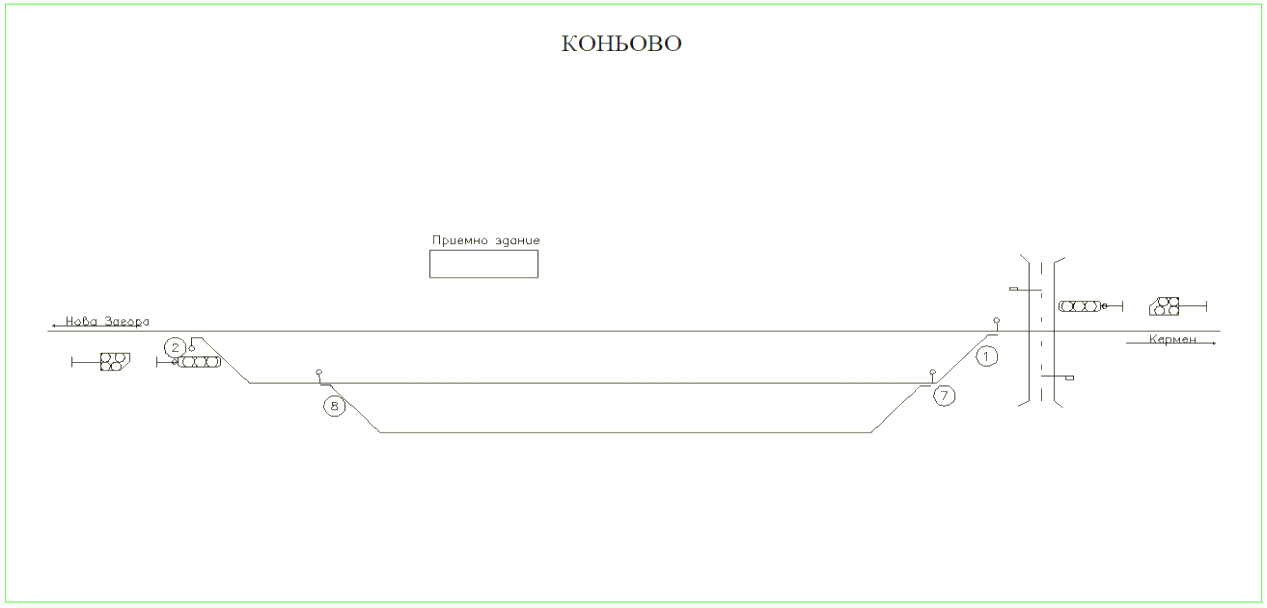 КОНЬОВО
Приемно здание
Нова Загора
2
1
Кермен
8
7